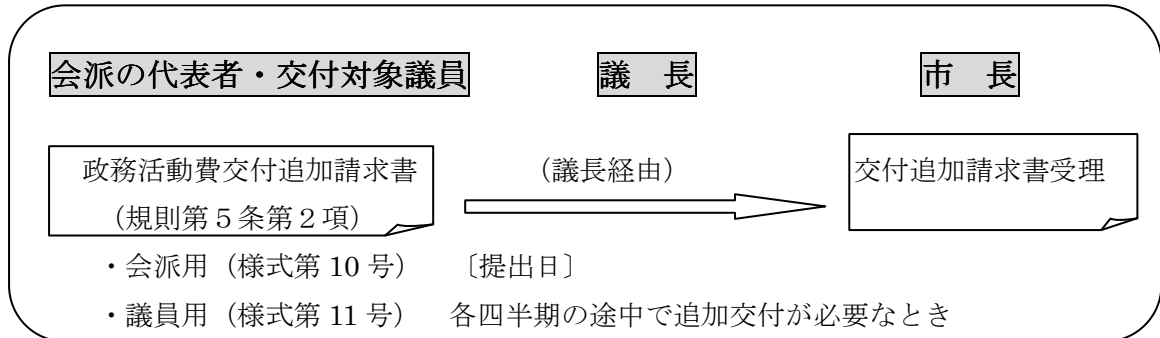 会派の代表者・交付対象議員　議　長　市　長
政務活動費交付追加請求書　（議長経由）　交付追加請求書受理
（規則第５条第２項）
・会派用（様式第 10 号）　〔提出日〕
・議員用（様式第 11 号）　各四半期の途中で追加交付が必要なとき